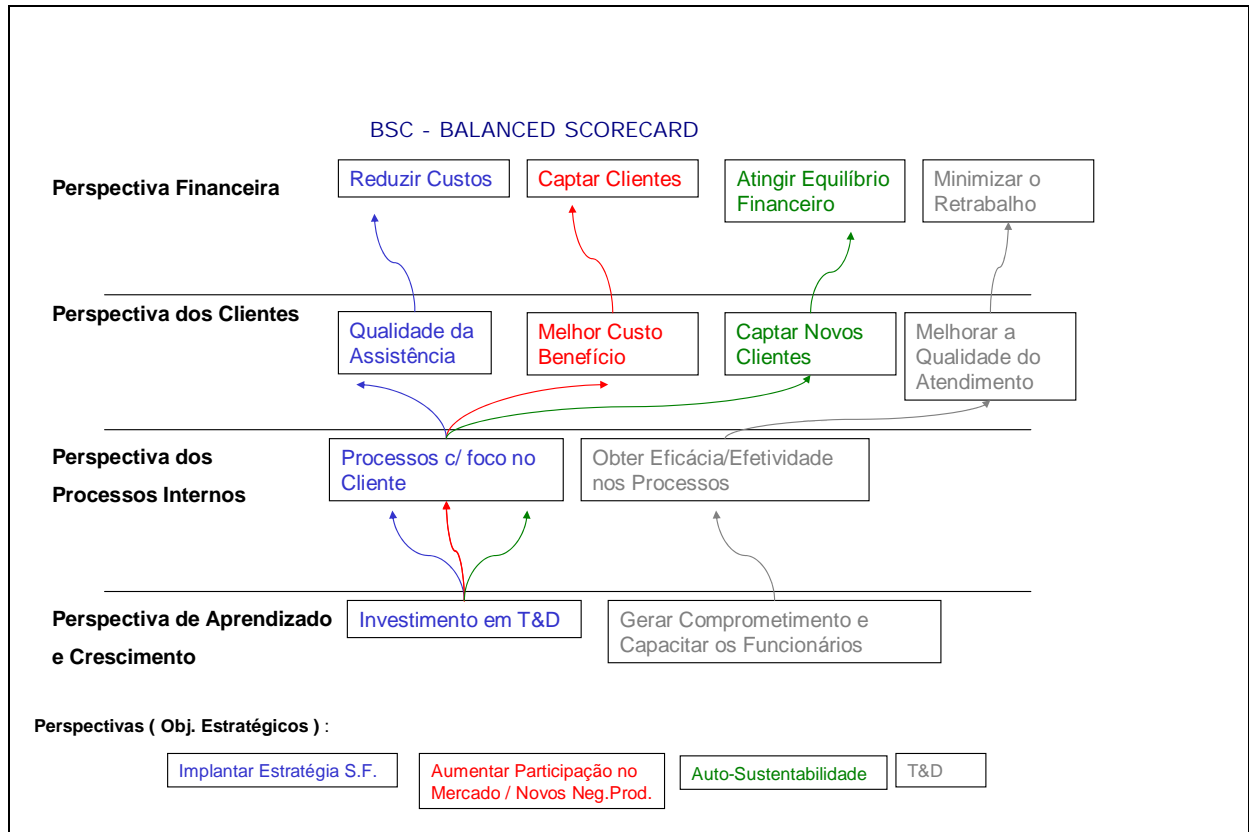 BSC - BALANCED SCORECARD
Perspectiva Financeira
Reduzir Custos
Captar Clientes
Atingir Equilíbrio
Financeiro
Minimizar o
Retrabalho
Perspectiva dos Clientes
Qualidade da
Assistência
Melhor Custo
Benefício
Captar Novos
Clientes
Melhorar a
Qualidade do
Atendimento
Perspectiva dos
Processos Internos
Processos c/ foco no
Cliente
Obter Eficácia/Efetividade
nos Processos
Perspectiva de Aprendizado
e Crescimento
Investimento em T&D
Gerar Comprometimento e
Capacitar os Funcionários
Perspectivas ( Obj. Estratégicos ) :
Implantar Estratégia S.F.
Aumentar Participação no
Mercado / Novos Neg.Prod.
Auto-Sustentabilidade
T&D